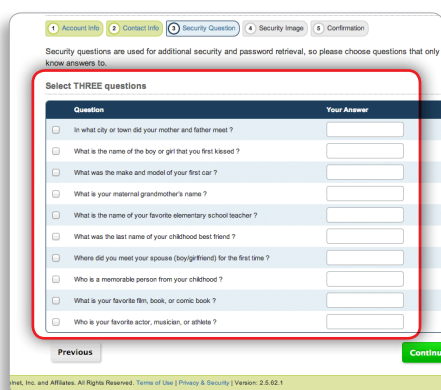 1 Account Info 2 Contact Info 3 Security Question 4 Security Image 5 Confirmation
Security questions are used for additional security and password retrieval, so please choose questions that only
know answers to.
Select THREE questions
Question Your Answer
In what city or town did your mother and father meet ?
What is the name of the boy or girl that you first kissed ?
What was the make and model of your first car ?
What is your maternal grandmother's name ?
What is the name of your favorite elementary school teacher ?
What was the last name of your childhood best friend ?
Where did you meet your spouse (boy/girlfriend) for the first time ?
Who is a memorable person from your childhood ?
What is your favorite film, book, or comic book ?
Who is your favorite actor, musician, or athlete ?
Previous Continu
inet, Inc. and Affiliates. All Rights Reserved. Terms of Use | Privacy & Security | Version: 2.5.62.1